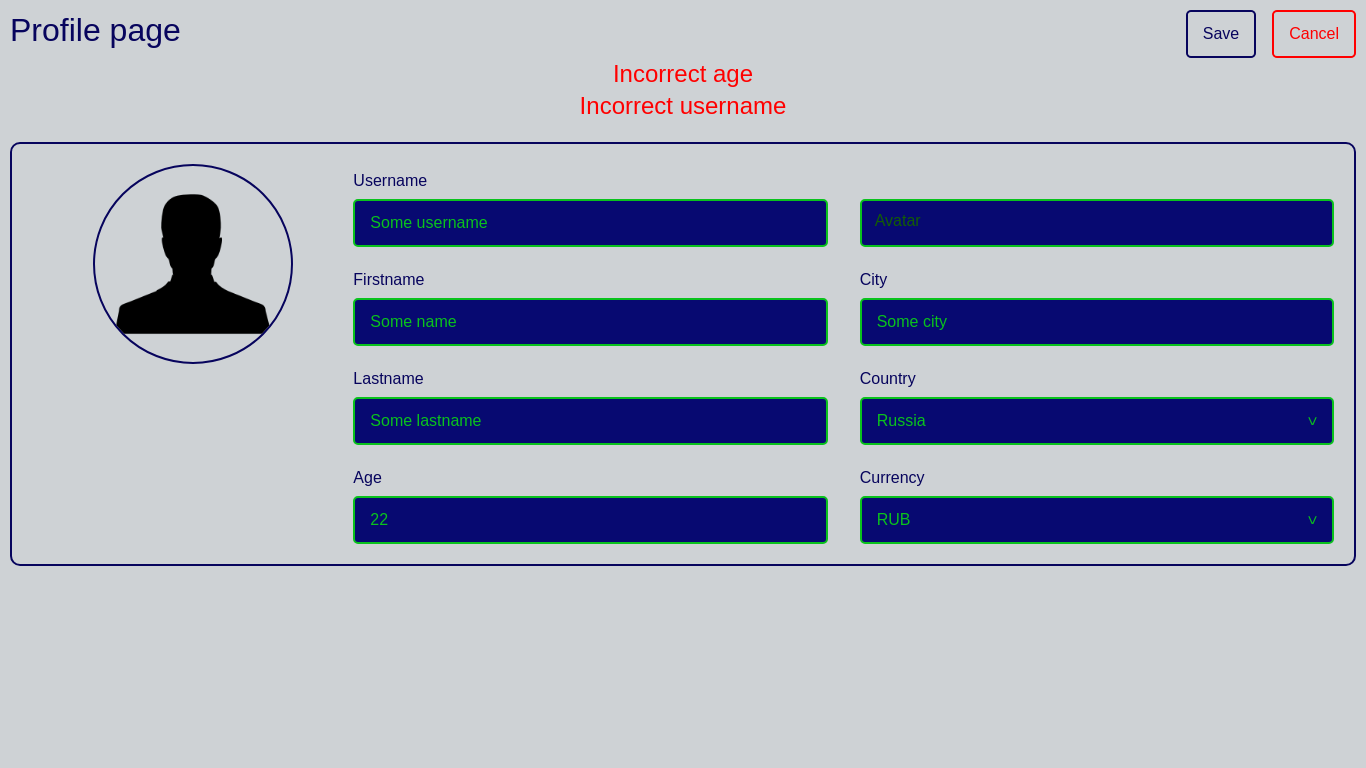 Profile page
Save
Cancel
Incorrect age
Incorrect username
Username
Some username
Avatar
Firstname
City
Some name
Some city
Lastname
Country
Some lastname
Russia
Age
Currency
22
RUB